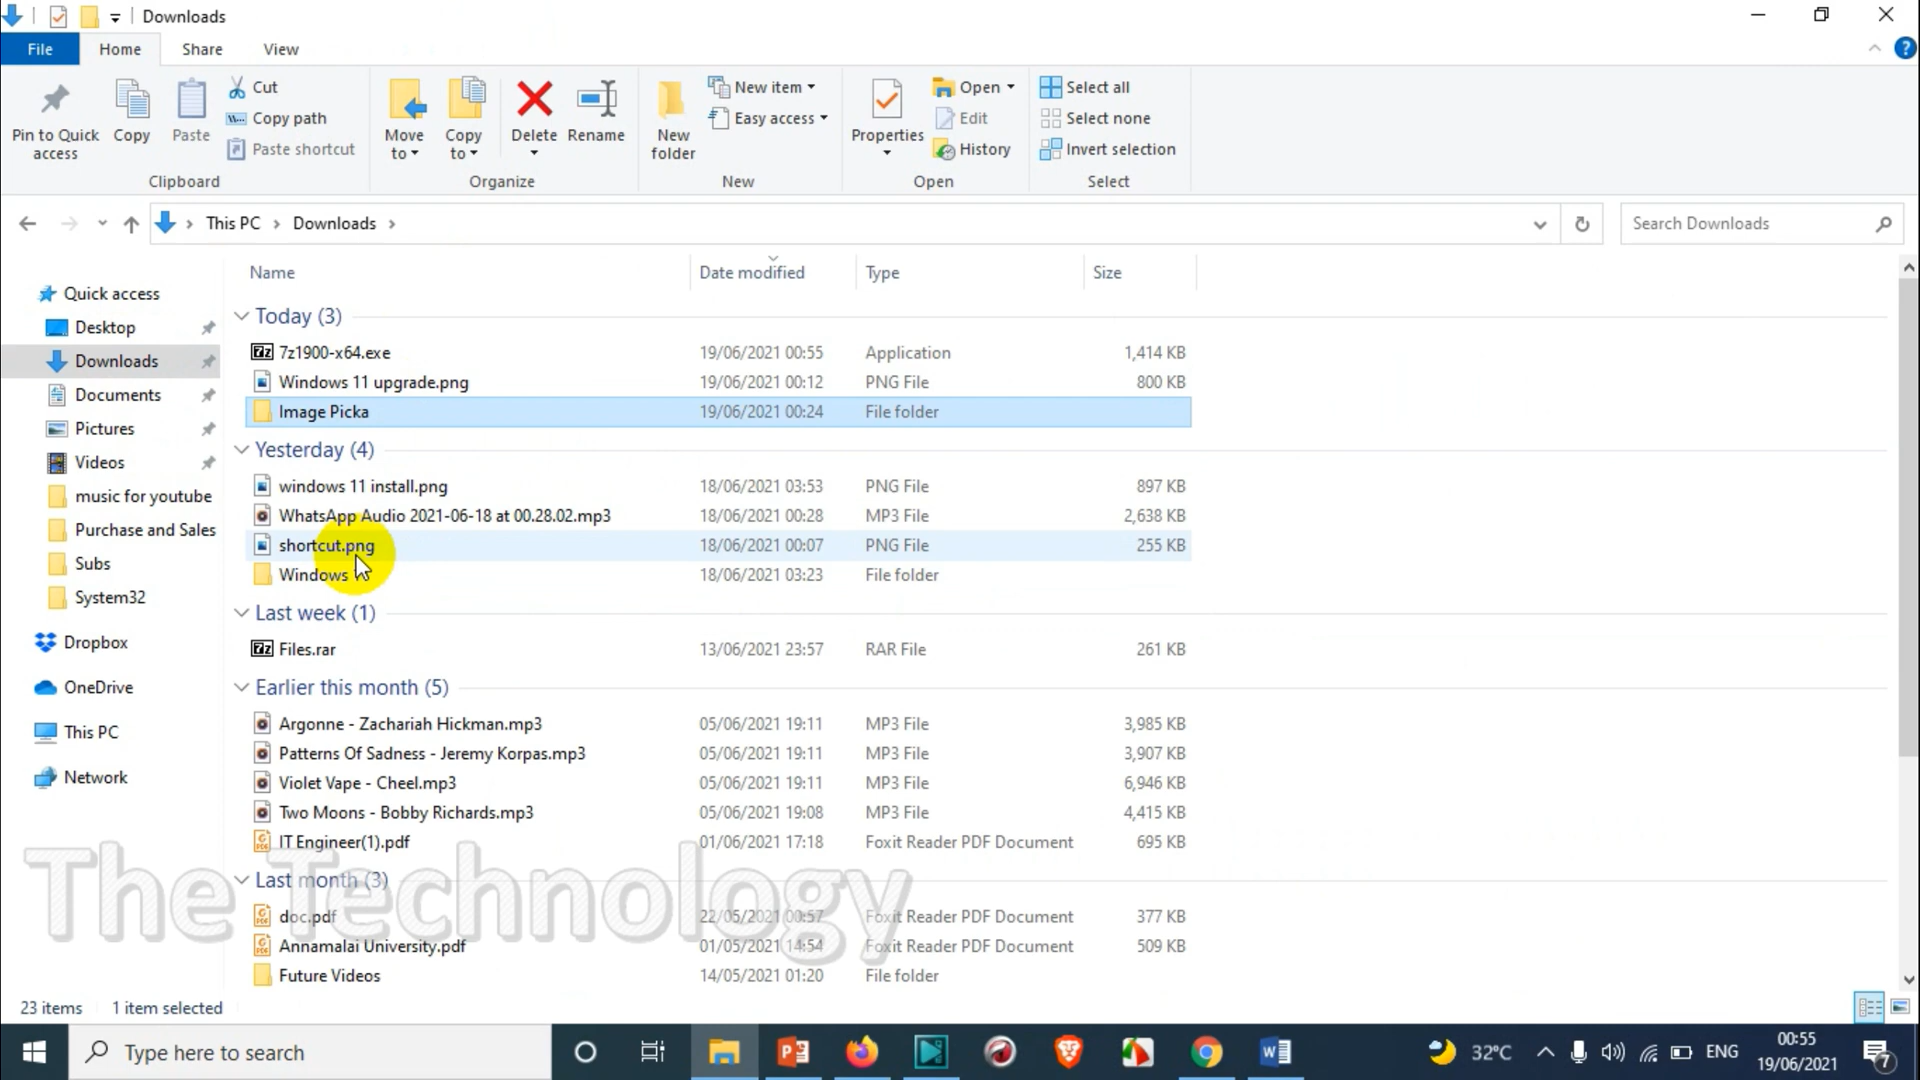 Downloads
File Home Share View
Pin to Quick access
Copy
Paste
Cut
Copy path
Paste shortcut
Clipboard
Move to
Copy to
Delete
Rename
Organize
New folder
New item
Easy access
New
Properties
Open
Edit
History
Open
Select all
Select none
Invert selection
Select
This PC > Downloads >
Search Downloads
Quick access
Desktop
Downloads
Documents
Pictures
Videos
music for youtube
Purchase and Sales
Subs
System32
Dropbox
OneDrive
This PC
Network
Name Date modified Type Size
Today (3)
7z1900-x64.exe 19/06/2021 00:55 Application 1,414 KB
Windows 11 upgrade.png 19/06/2021 00:12 PNG File 800 KB
Image Picka 19/06/2021 00:24 File folder
Yesterday (4)
windows 11 install.png 18/06/2021 03:53 PNG File 897 KB
WhatsApp Audio 2021-06-18 at 00.28.02.mp3 18/06/2021 00:28 MP3 File 2,638 KB
shortcut.png 18/06/2021 00:07 PNG File 255 KB
Windows 18/06/2021 03:23 File folder
Last week (1)
Files.rar 13/06/2021 23:57 RAR File 261 KB
Earlier this month (5)
Argonne - Zachariah Hickman.mp3 05/06/2021 19:11 MP3 File 3,985 KB
Patterns Of Sadness - Jeremy Korpas.mp3 05/06/2021 19:11 MP3 File 3,907 KB
Violet Vape - Cheel.mp3 05/06/2021 19:11 MP3 File 6,946 KB
Two Moons - Bobby Richards.mp3 05/06/2021 19:08 MP3 File 4,415 KB
IT Engineer(1).pdf 01/06/2021 17:18 Foxit Reader PDF Document 695 KB
Last month (3)
doc.pdf 22/05/2021 00:57 Foxit Reader PDF Document 377 KB
Annamalai University.pdf 01/05/2021 14:54 Foxit Reader PDF Document 509 KB
Future Videos 14/05/2021 01:20 File folder
The Technology
23 items 1 item selected
Type here to search
32°C
ENG
00:55
19/06/2021
7